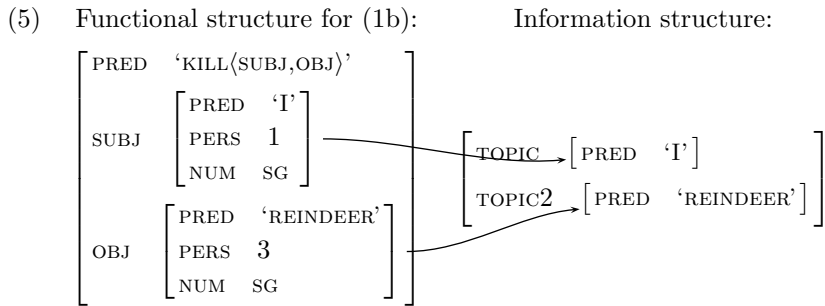 (5) Functional structure for (1b): Information structure:
PRED ‘KILL⟨SUBJ,OBJ⟩’
SUBJ
PRED ‘I’
PERS 1
NUM SG
OBJ
PRED ‘REINDEER’
PERS 3
NUM SG
TOPIC [PRED ‘I’]
TOPIC2 [PRED ‘REINDEER’]